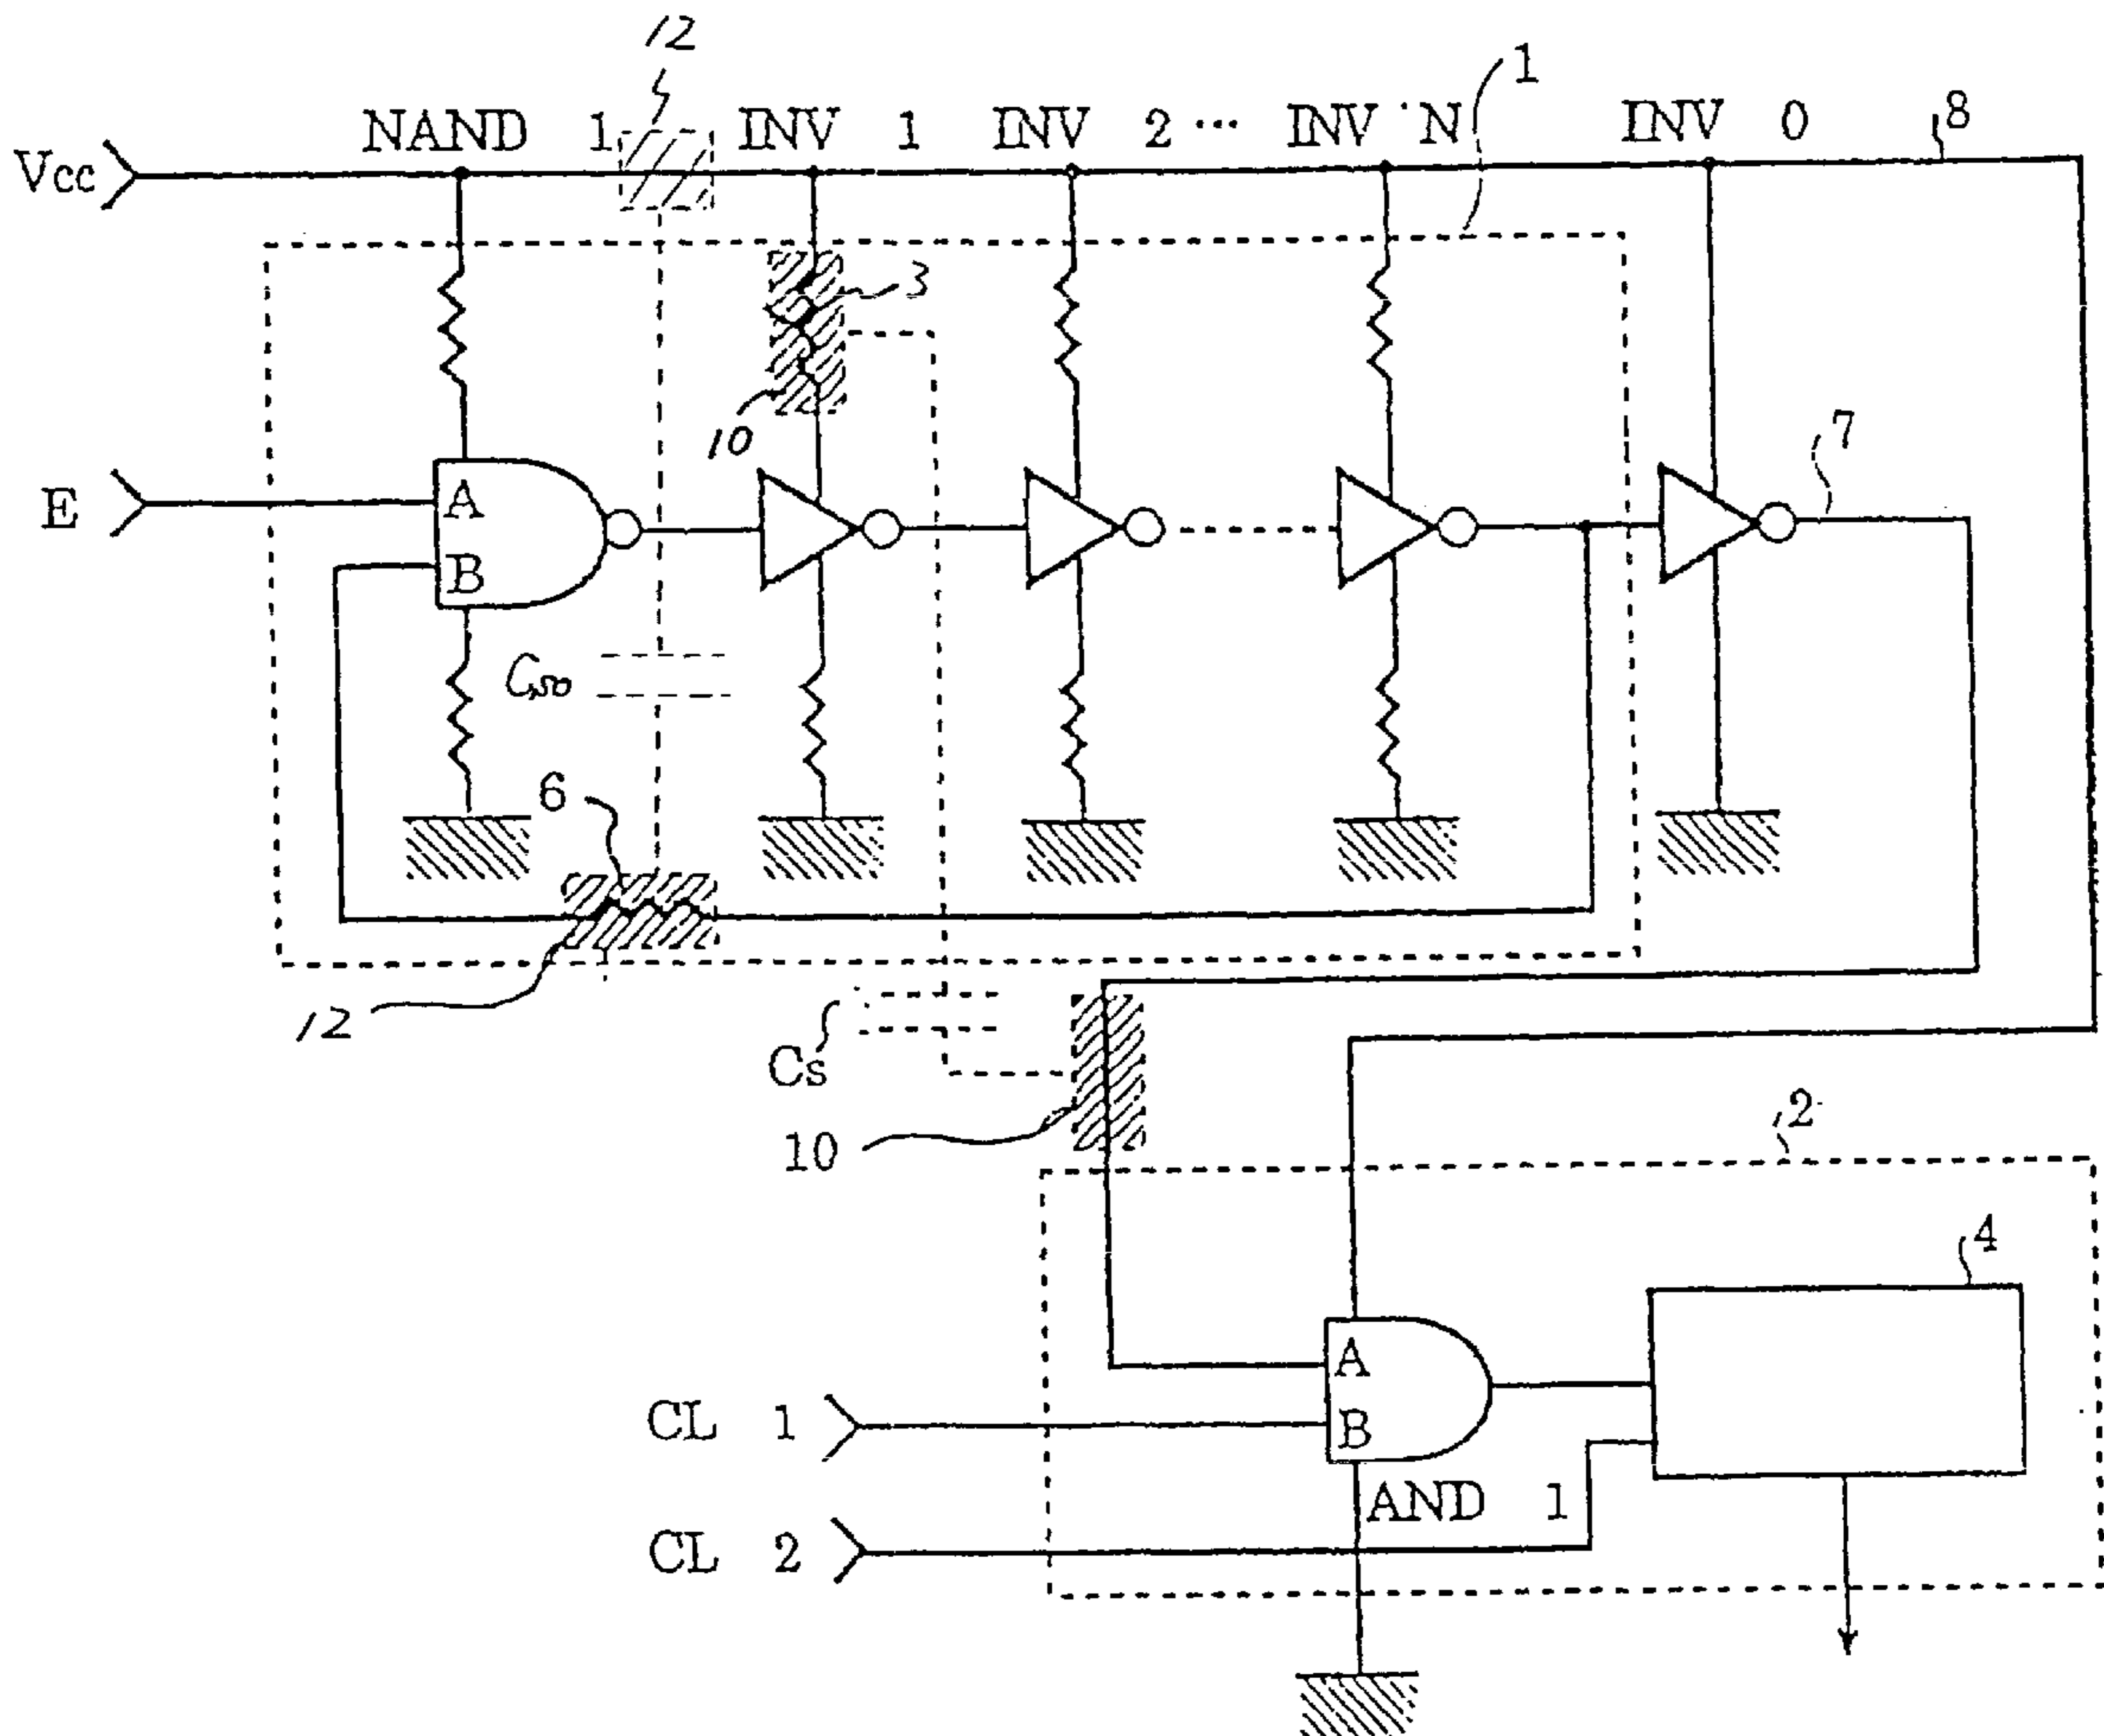 12
1
NAND 1 INV 1 INV 2 ··· INV N INV 0 8
Vcc
3
10
7
E
A
B
Cso
6
12
Cs
10
2
4
A
CL 1
B
AND 1
CL 2